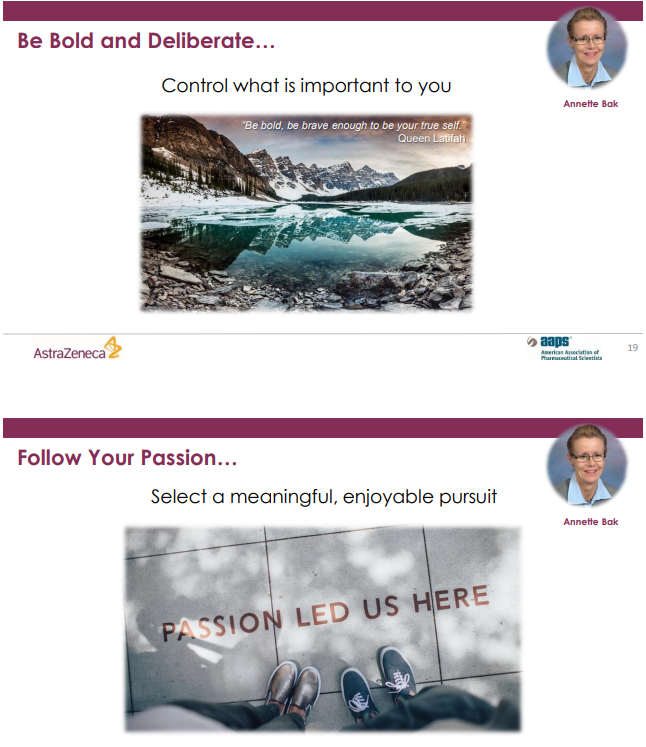 Be Bold and Deliberate…
Annette Bak
Control what is important to you
"Be bold, be brave enough to be your true self."
Queen Latifah
AstraZeneca
aaps
American Association of
Pharmaceutical Scientists
19
Follow Your Passion…
Annette Bak
Select a meaningful, enjoyable pursuit
PASSION LED US HERE